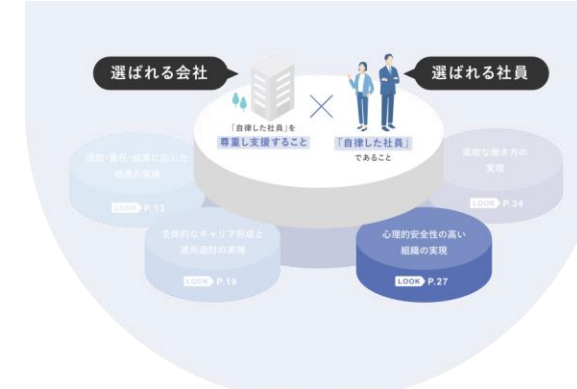 選ばれる会社
選ばれる社員
「自律した社員」を
尊重し支援すること
「自律した社員」
であること
役割・責任・成果に応じた
処遇の実現
LOOK P.13
柔軟な働き方の
実現
LOOK P.34
主体的なキャリア形成と
適所適財の実現
LOOK P.19
心理的安全性の高い
組織の実現
LOOK P.27